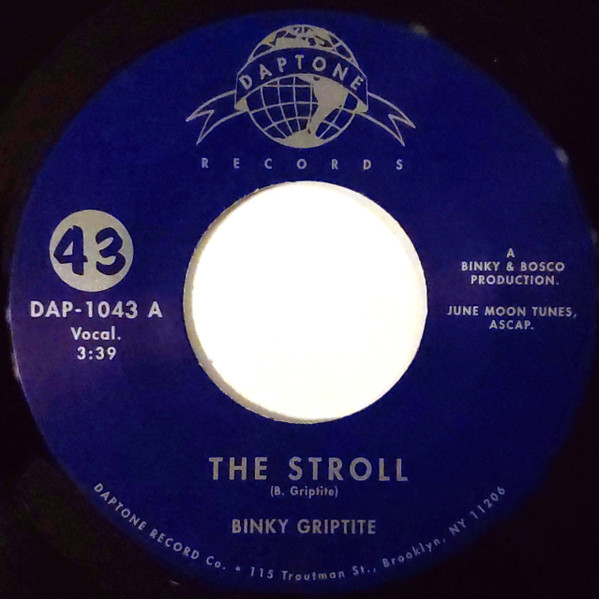 DAPTONE
RECORDS
43
DAP-1043 A
Vocal.
3:39
A
BINKY & BOSCO
PRODUCTION.
JUNE MOON TUNES,
ASCAP.
THE STROLL
(B. Griptite)
BINKY GRIPTITE
DAPTONE RECORD Co. • 115 Troutman St., Brooklyn, NY 11206